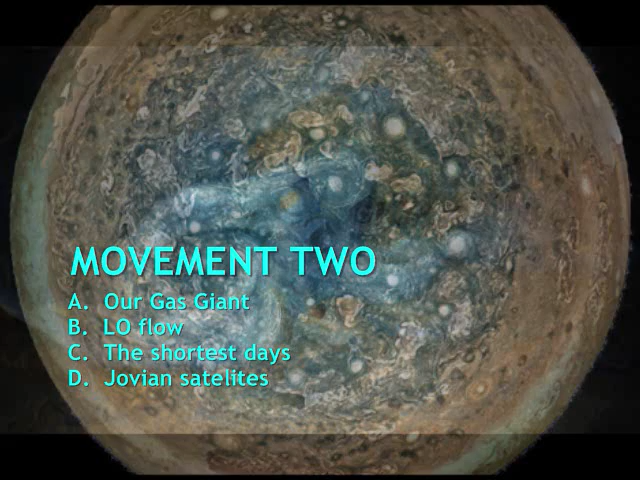 MOVEMENT TWO
A. Our Gas Giant
B. LO flow
C. The shortest days
D. Jovian satelites